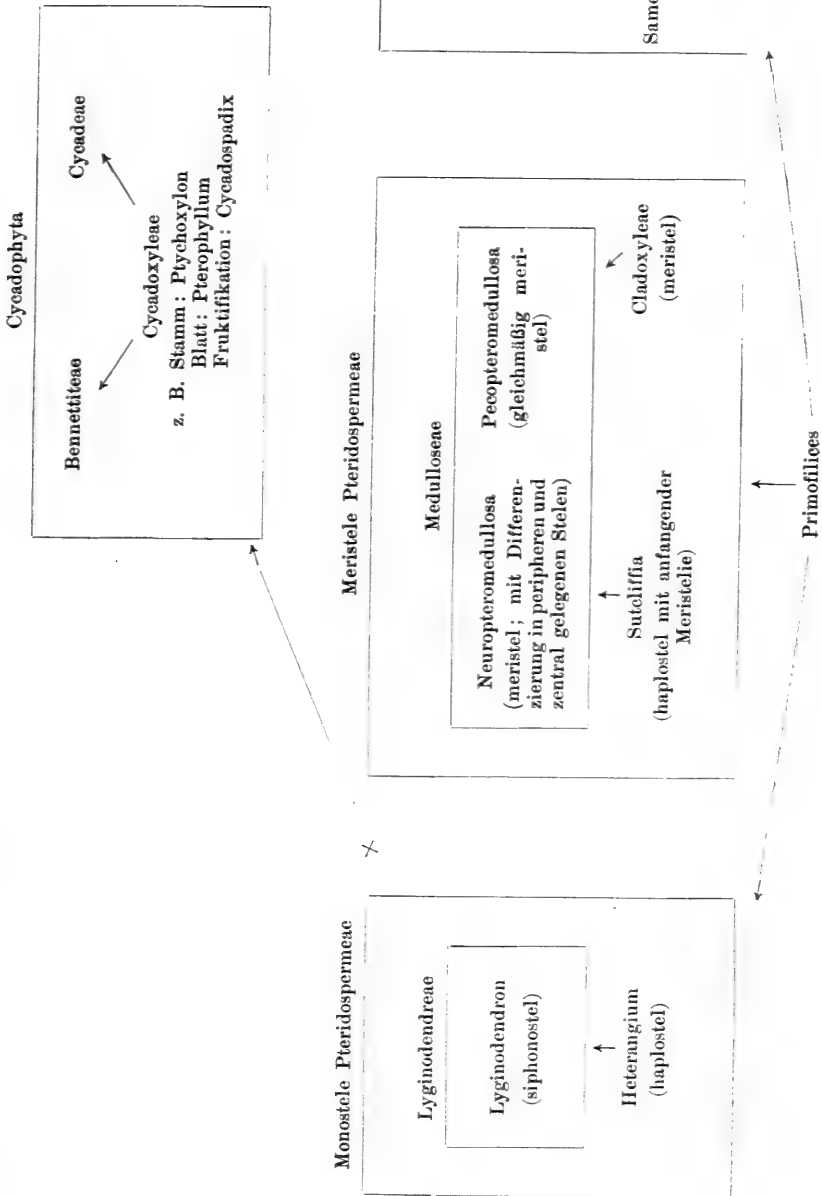 Cycadophyta
Bennettiteae
Cycadeae
Cycadoxyleae
z. B. Stamm: Ptychoxylon
Blatt: Pterophyllum
Fruktifikation: Cycadospadix
Monostele Pteridospermeae
Lyginodendreae
Lyginodendron
(siphonostel)
Heterangium
(haplostel)
Meristele Pteridospermeae
Medulloseae
Neuropteromedullosa
(meristel; mit Differen-
zierung in peripheren und
zentral gelegenen Stelen)
Pecopteromedullosa
(gleichmäßig meri-
stel)
Sutcliffia
(haplostel mit anfangender
Meristelie)
Cladoxyleae
(meristel)
Primofilices